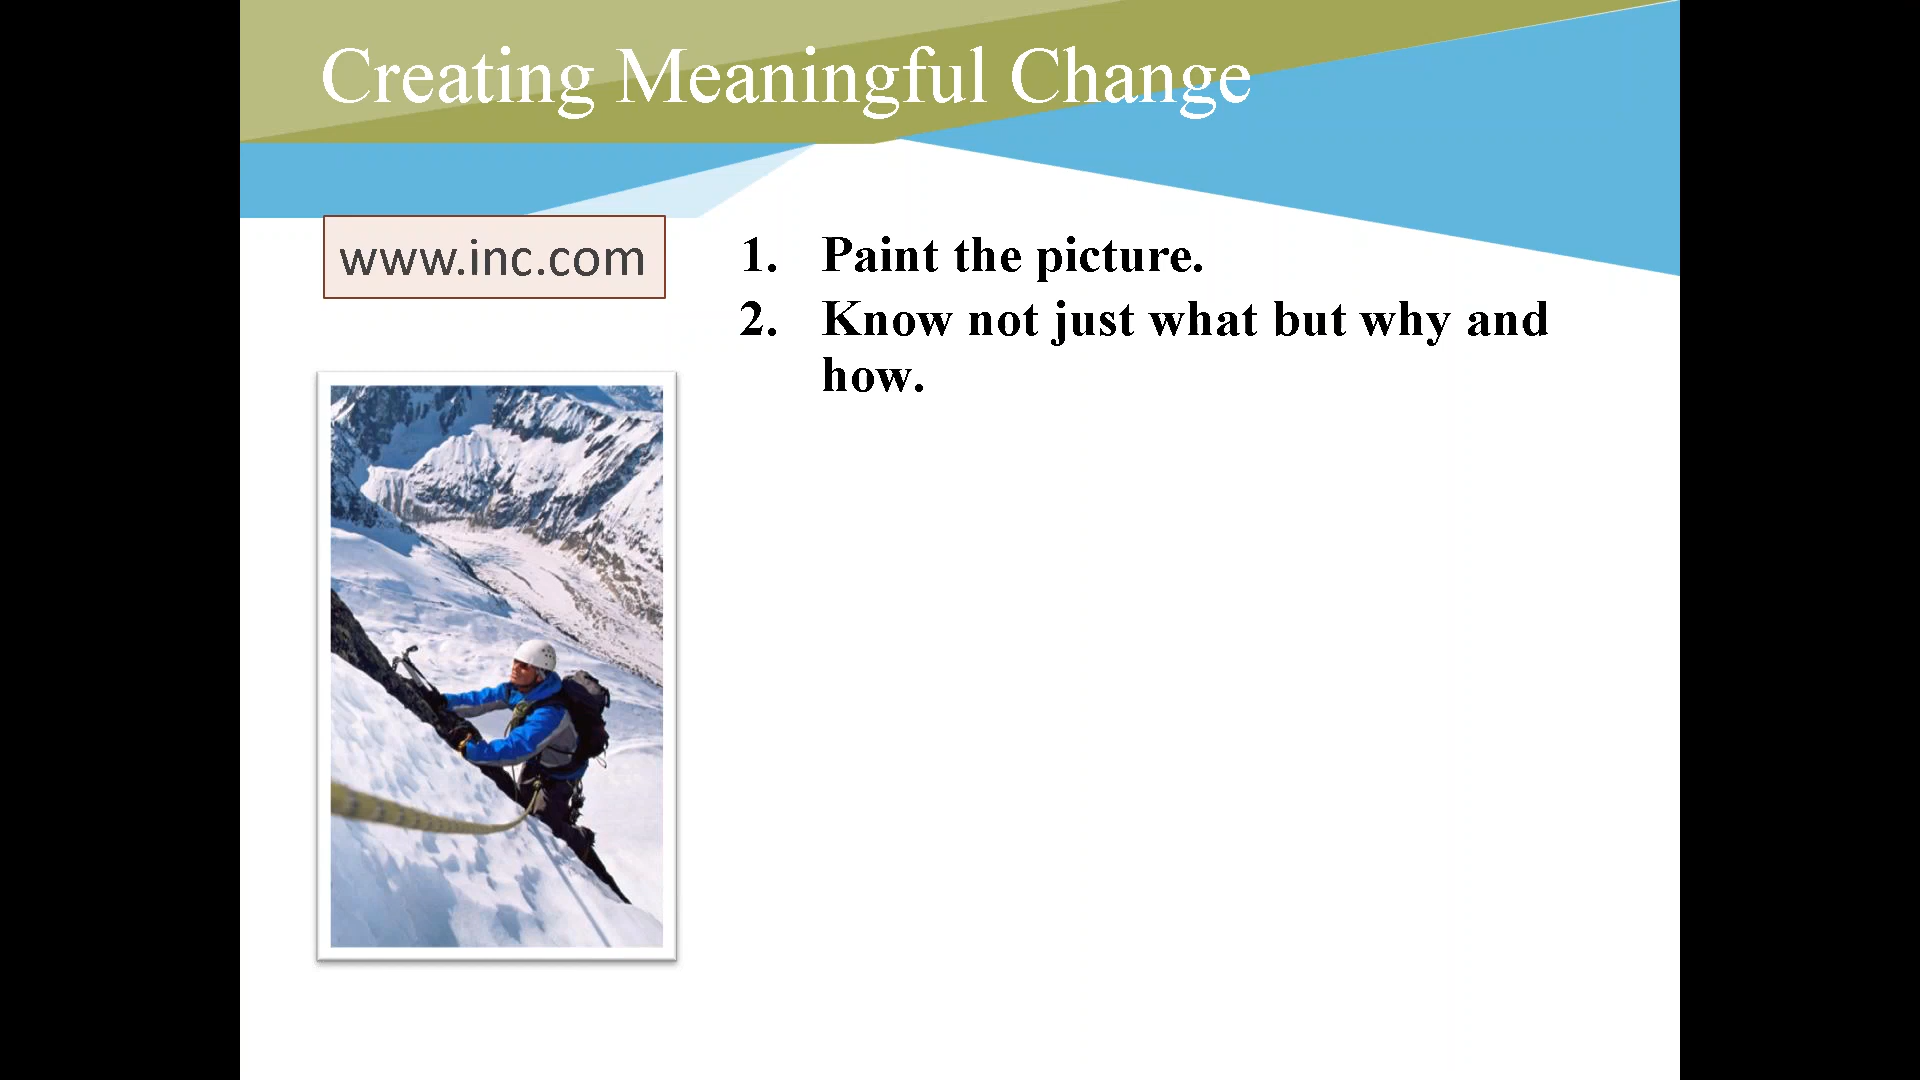 Creating Meaningful Change
www.inc.com
1. Paint the picture.
2. Know not just what but why and
how.